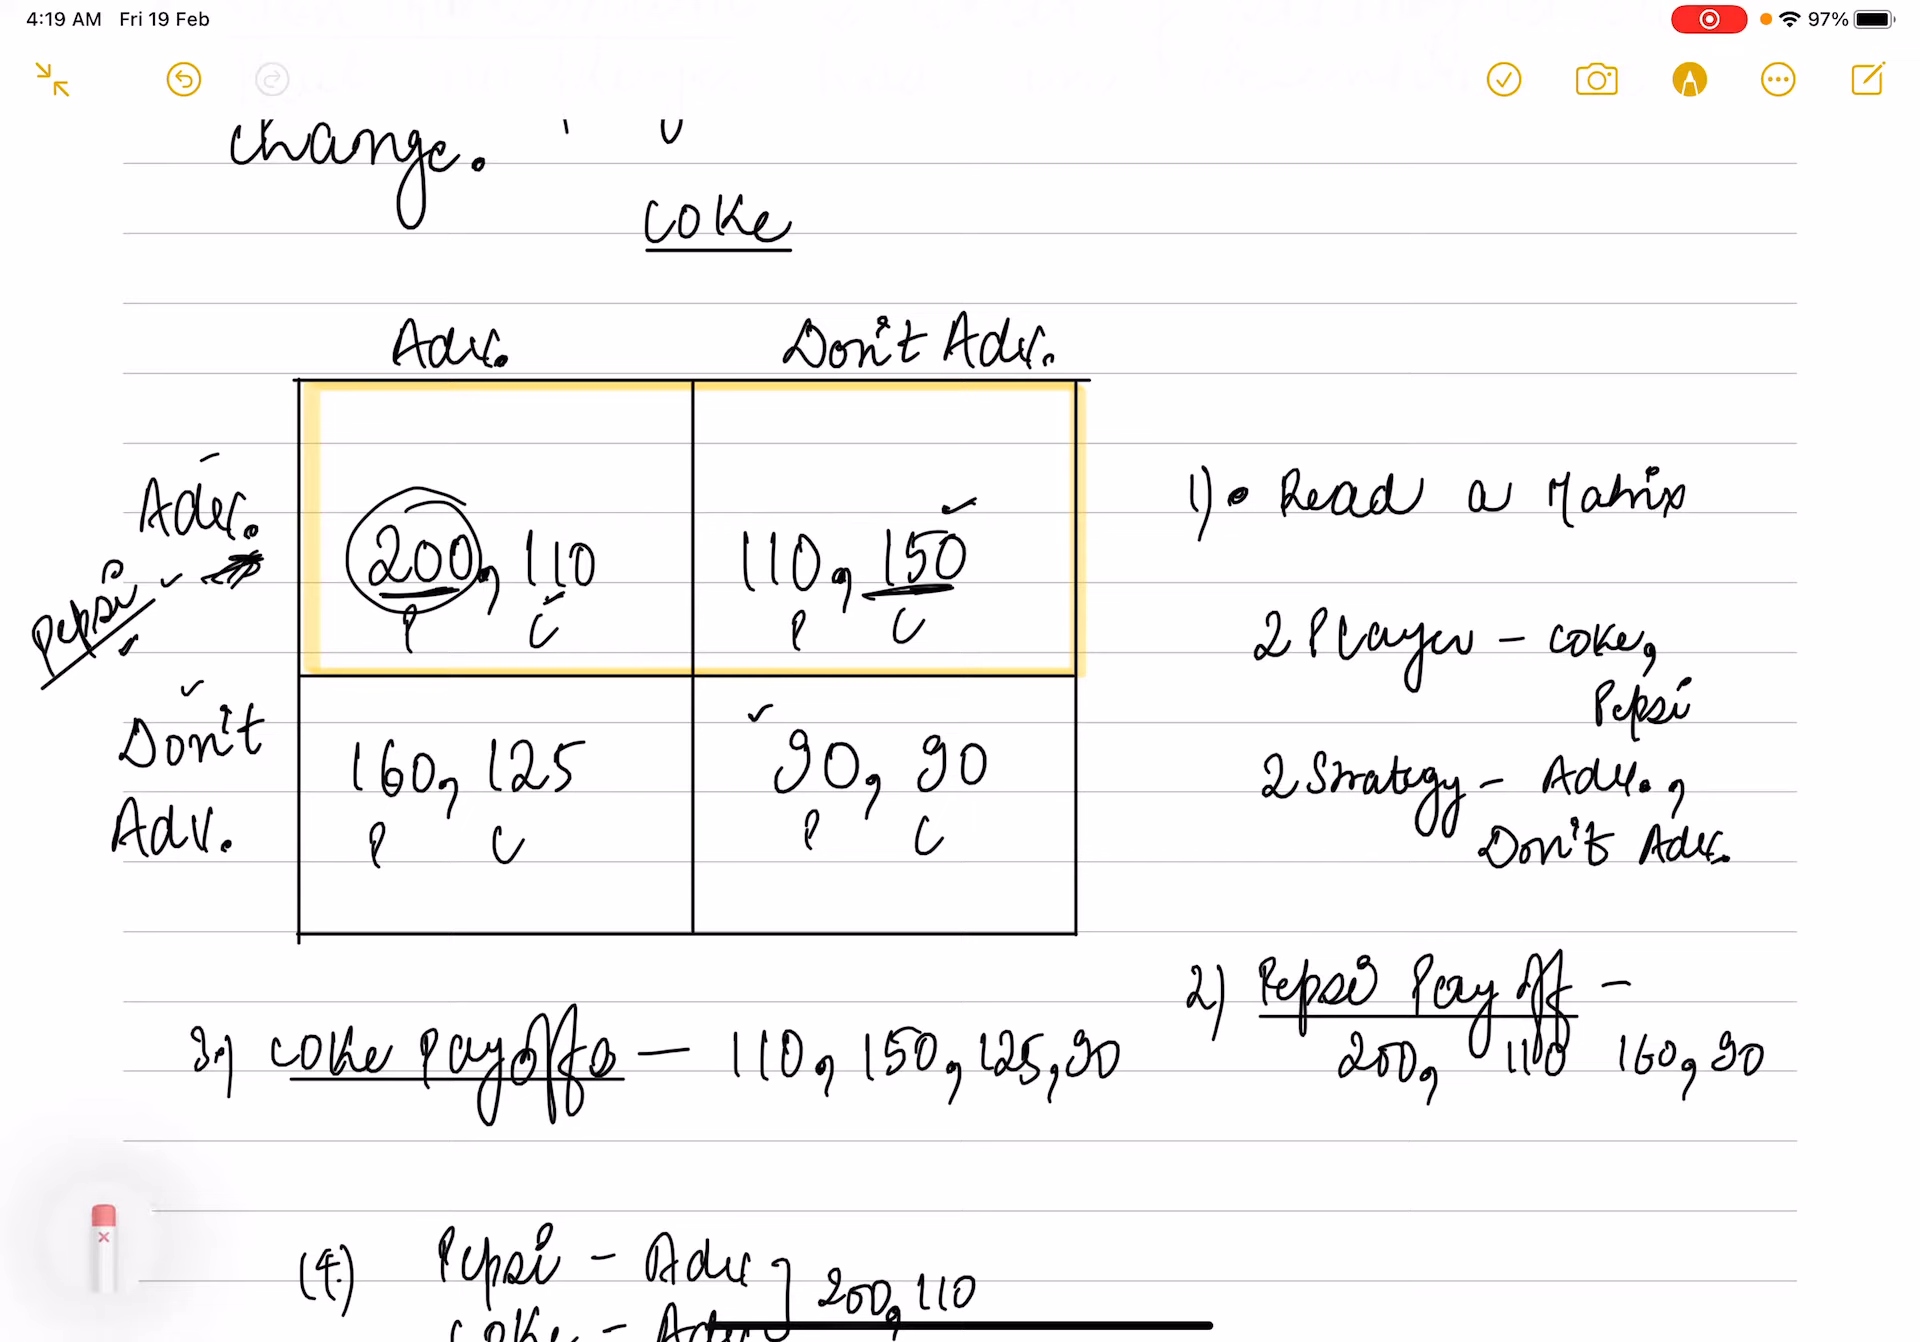 4:19 AM Fri 19 Feb 97%
change.
Coke
Adv. Don't Adv.
Adv.
Pepsi
200, 110 110, 150
P C P C
Don't
Adv.
160, 125 90, 90
P C P C
1) • Read a Matrix
2 Player - Coke,
Pepsi
2 Strategy - Adv.,
Don't Adv.
2) Pepsi Pay off -
200, 110 160, 90
3.) Coke Payoffs - 110, 150, 125, 90
(4.) Pepsi - Adv ] 200, 110
Coke - Adv